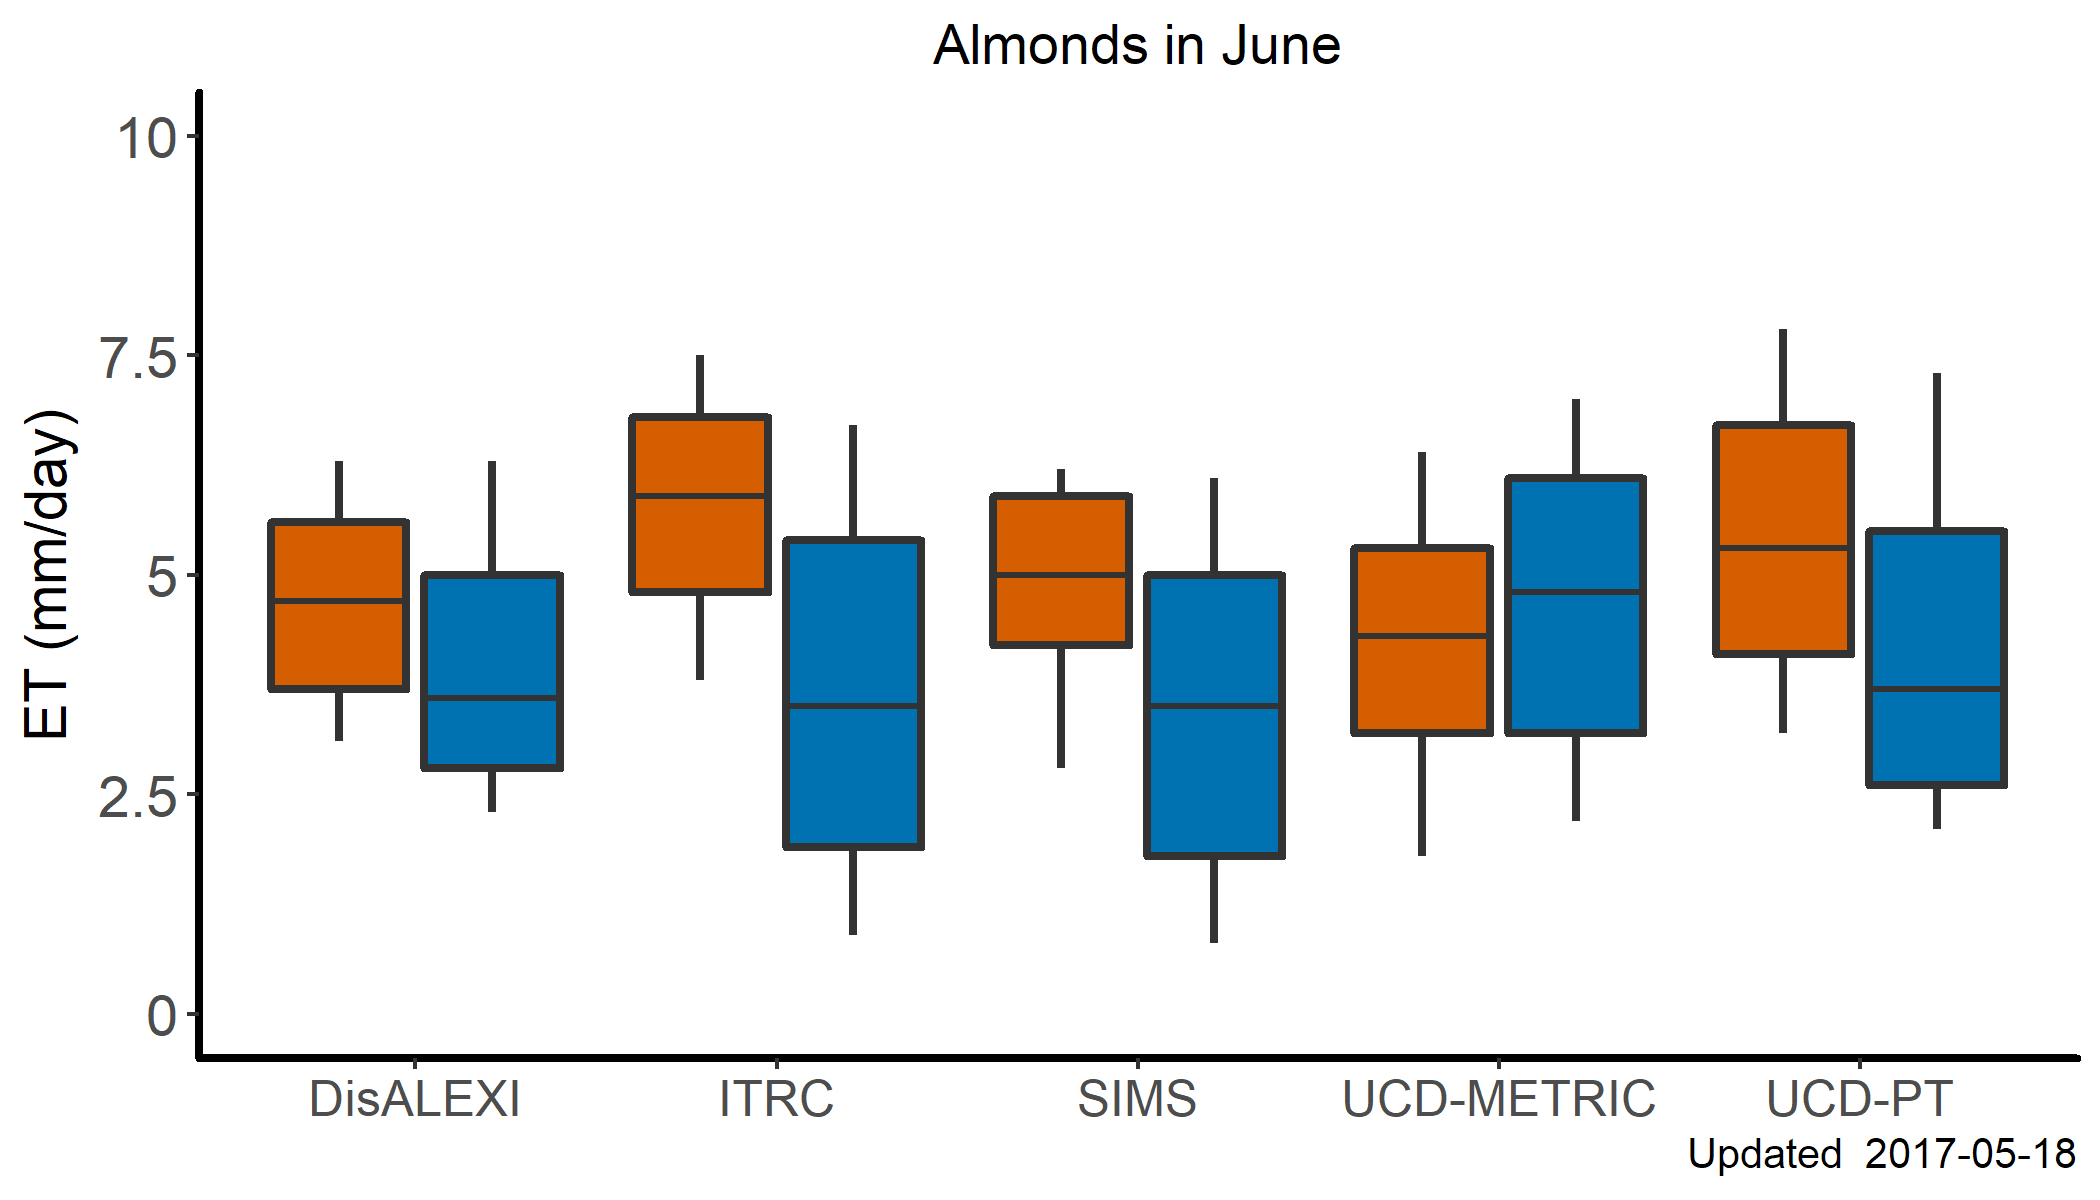 Almonds in June
ET (mm/day)
10
7.5
5
2.5
0
DisALEXI ITRC SIMS UCD-METRIC UCD-PT
Updated 2017-05-18